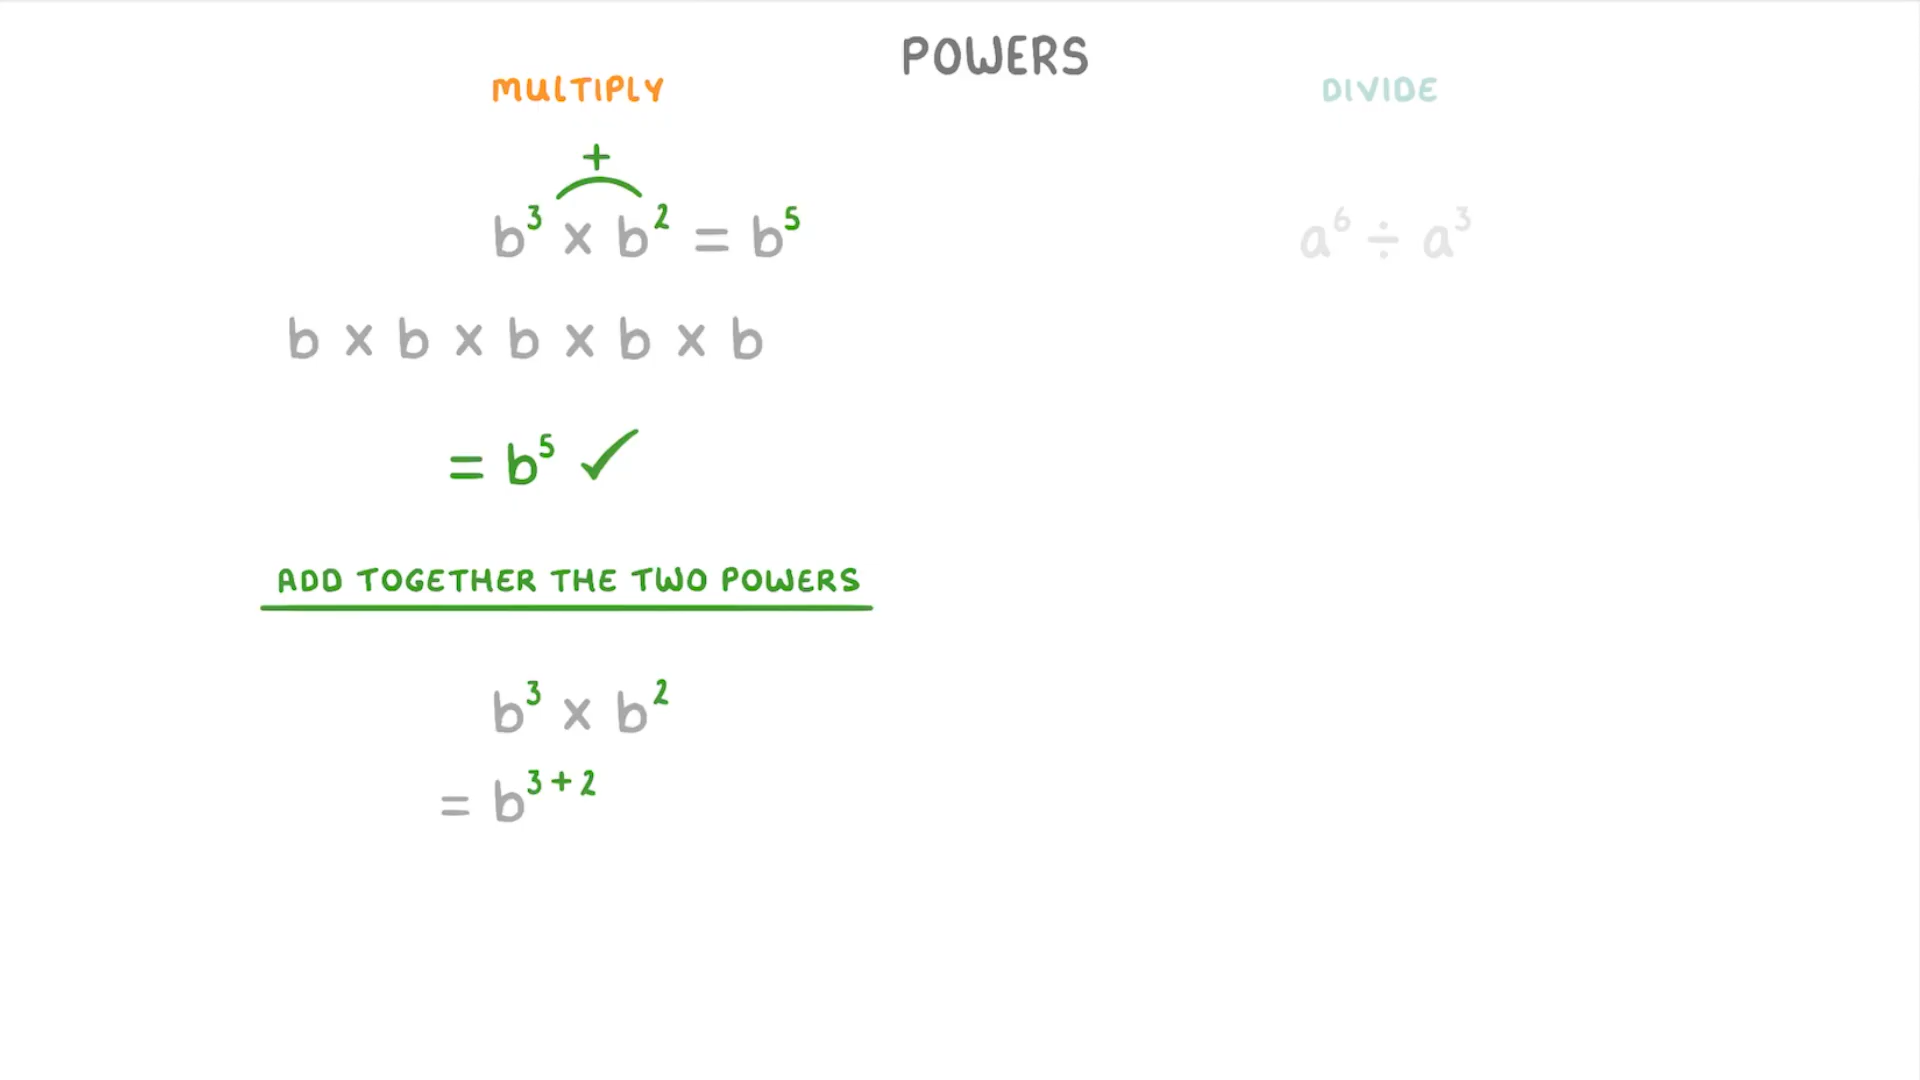 POWERS
MULTIPLY
+
b³ × b² = b⁵
b × b × b × b × b
= b⁵ ✓
ADD TOGETHER THE TWO POWERS
b³ × b²
= b³⁺²
DIVIDE
a⁶ ÷ a³